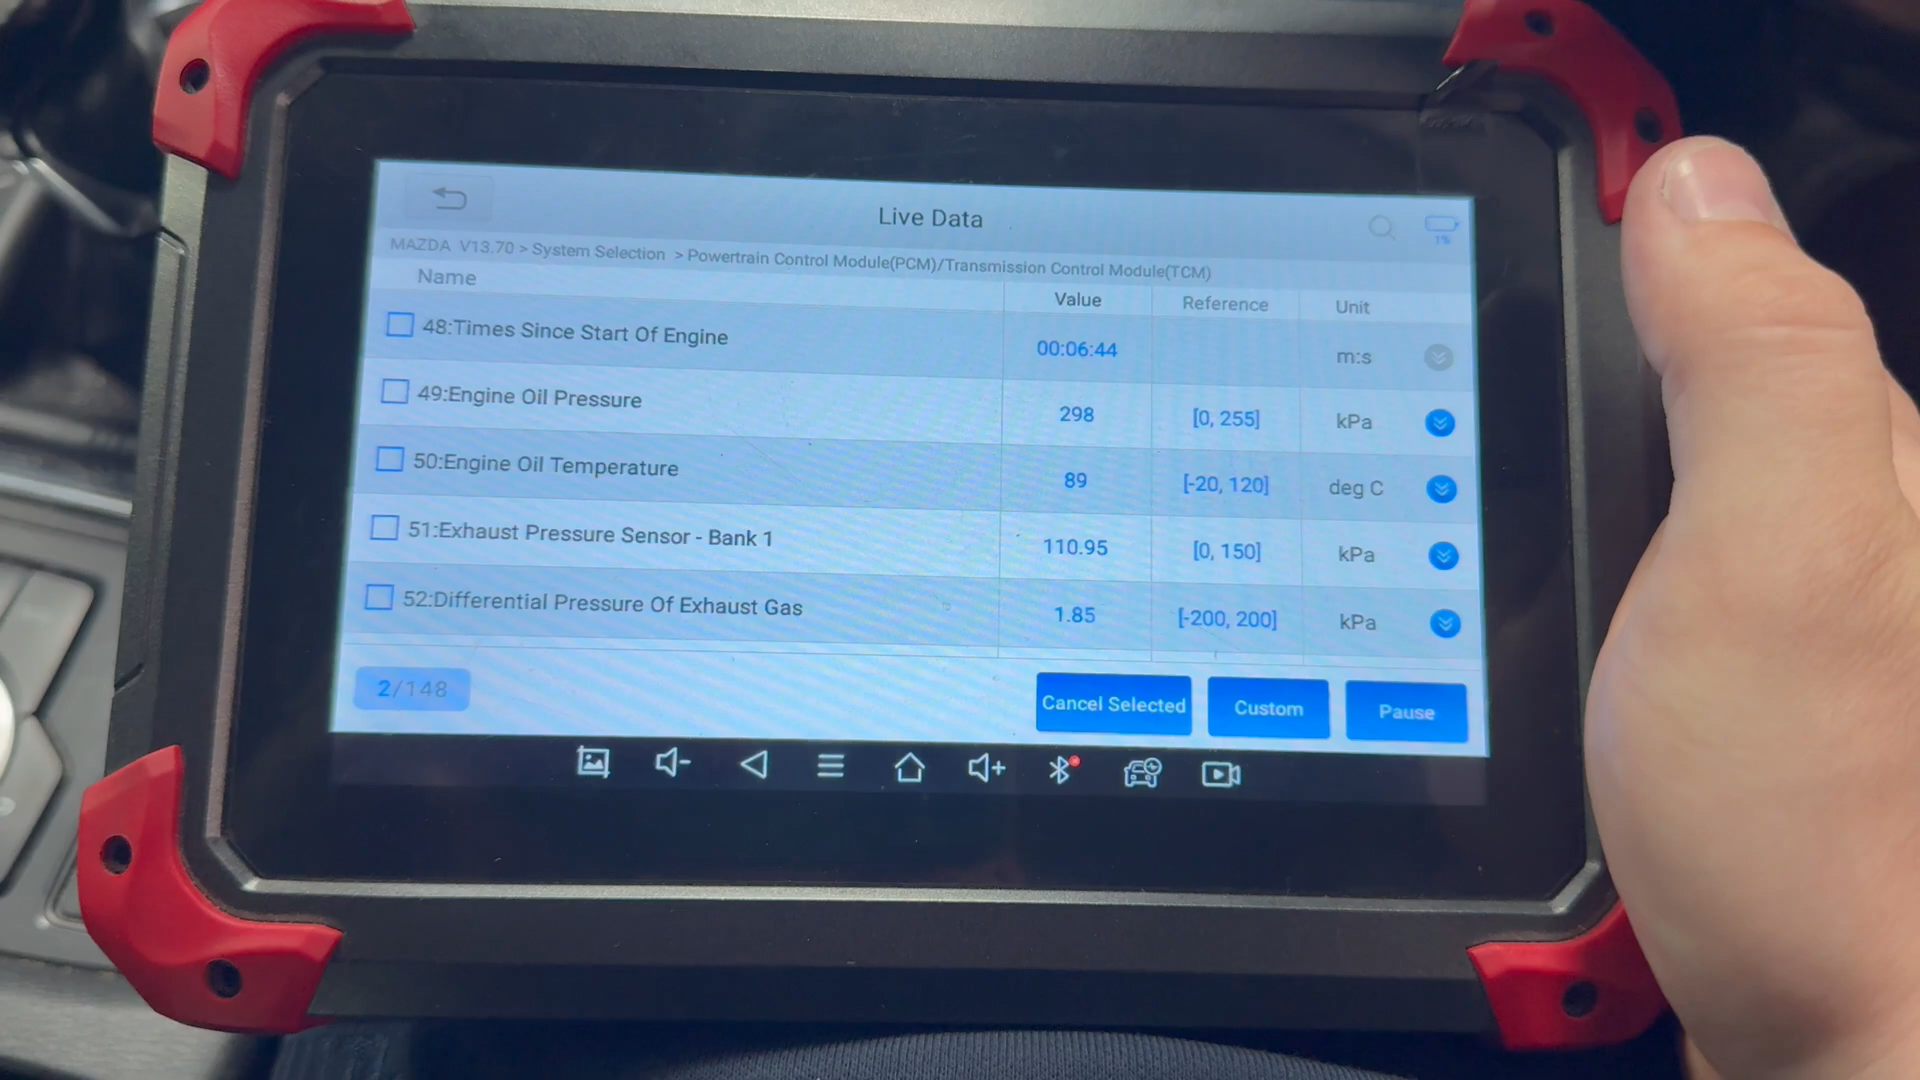 Live Data
1%
MAZDA V13.70 > System Selection > Powertrain Control Module(PCM)/Transmission Control Module(TCM)
Name Value Reference Unit
48:Times Since Start Of Engine 00:06:44 m:s
49:Engine Oil Pressure 298 [0, 255] kPa
50:Engine Oil Temperature 89 [-20, 120] deg C
51:Exhaust Pressure Sensor - Bank 1 110.95 [0, 150] kPa
52:Differential Pressure Of Exhaust Gas 1.85 [-200, 200] kPa
2/148 Cancel Selected Custom Pause